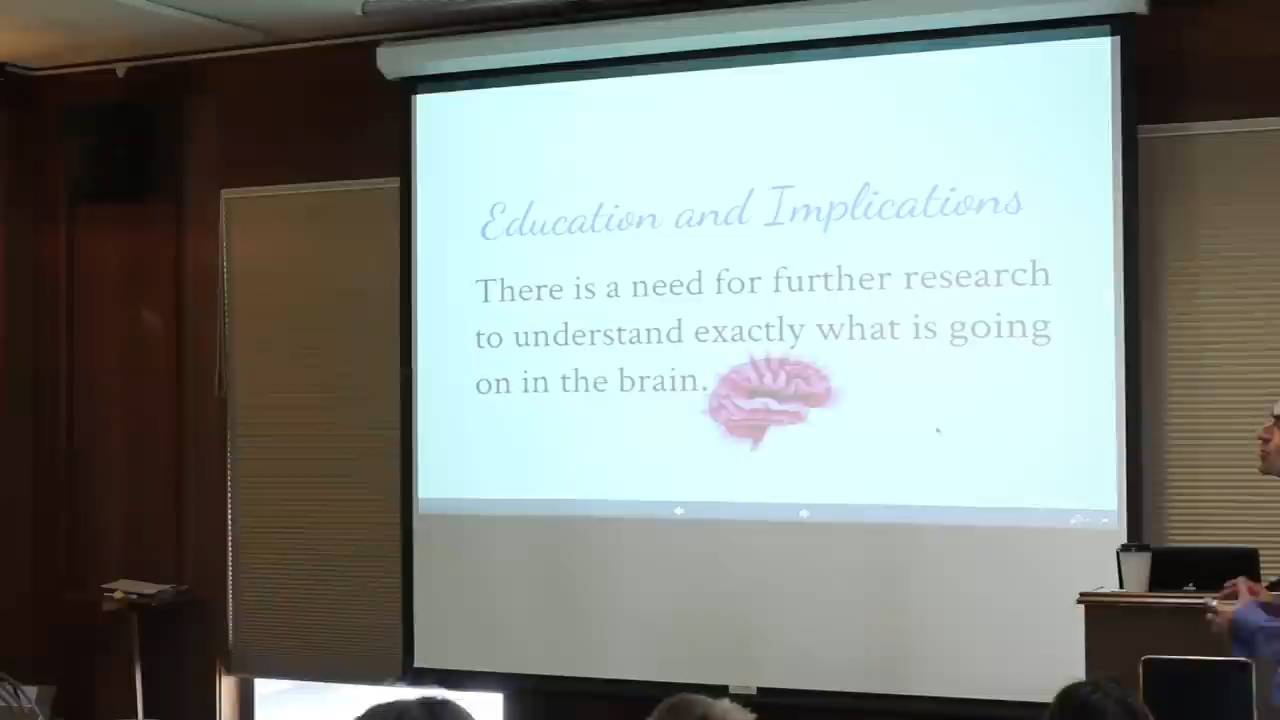 Education and Implications
There is a need for further research
to understand exactly what is going
on in the brain.